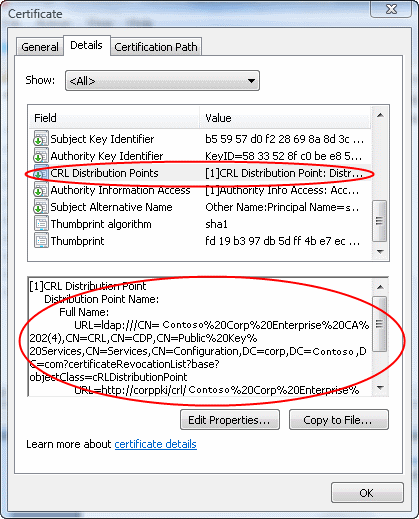 Certificate
General Details Certification Path
Show: <All>
Field Value
Subject Key Identifier b5 59 57 d0 f2 28 69 8a 8d 3c ...
Authority Key Identifier KeyID=58 33 52 8f c0 be e8 5...
CRL Distribution Points [1]CRL Distribution Point: Distr...
Authority Information Access [1]Authority Info Access: Acc...
Subject Alternative Name Other Name:Principal Name=s...
Thumbprint algorithm sha1
Thumbprint fd 19 b3 97 db 5d ff 4b e7 ec ...
[1]CRL Distribution Point
Distribution Point Name:
Full Name:
URL=ldap:///CN=Contoso%20Corp%20Enterprise%20CA%
202(4),CN=CRL,CN=CDP,CN=Public%20Key%
20Services,CN=Services,CN=Configuration,DC=corp,DC=Contoso,D
C=com?certificateRevocationList?base?
objectClass=cRLDistributionPoint
URL=http://corppki/crl/Contoso%20Corp%20Enterprise%
Edit Properties... Copy to File...
Learn more about certificate details
OK